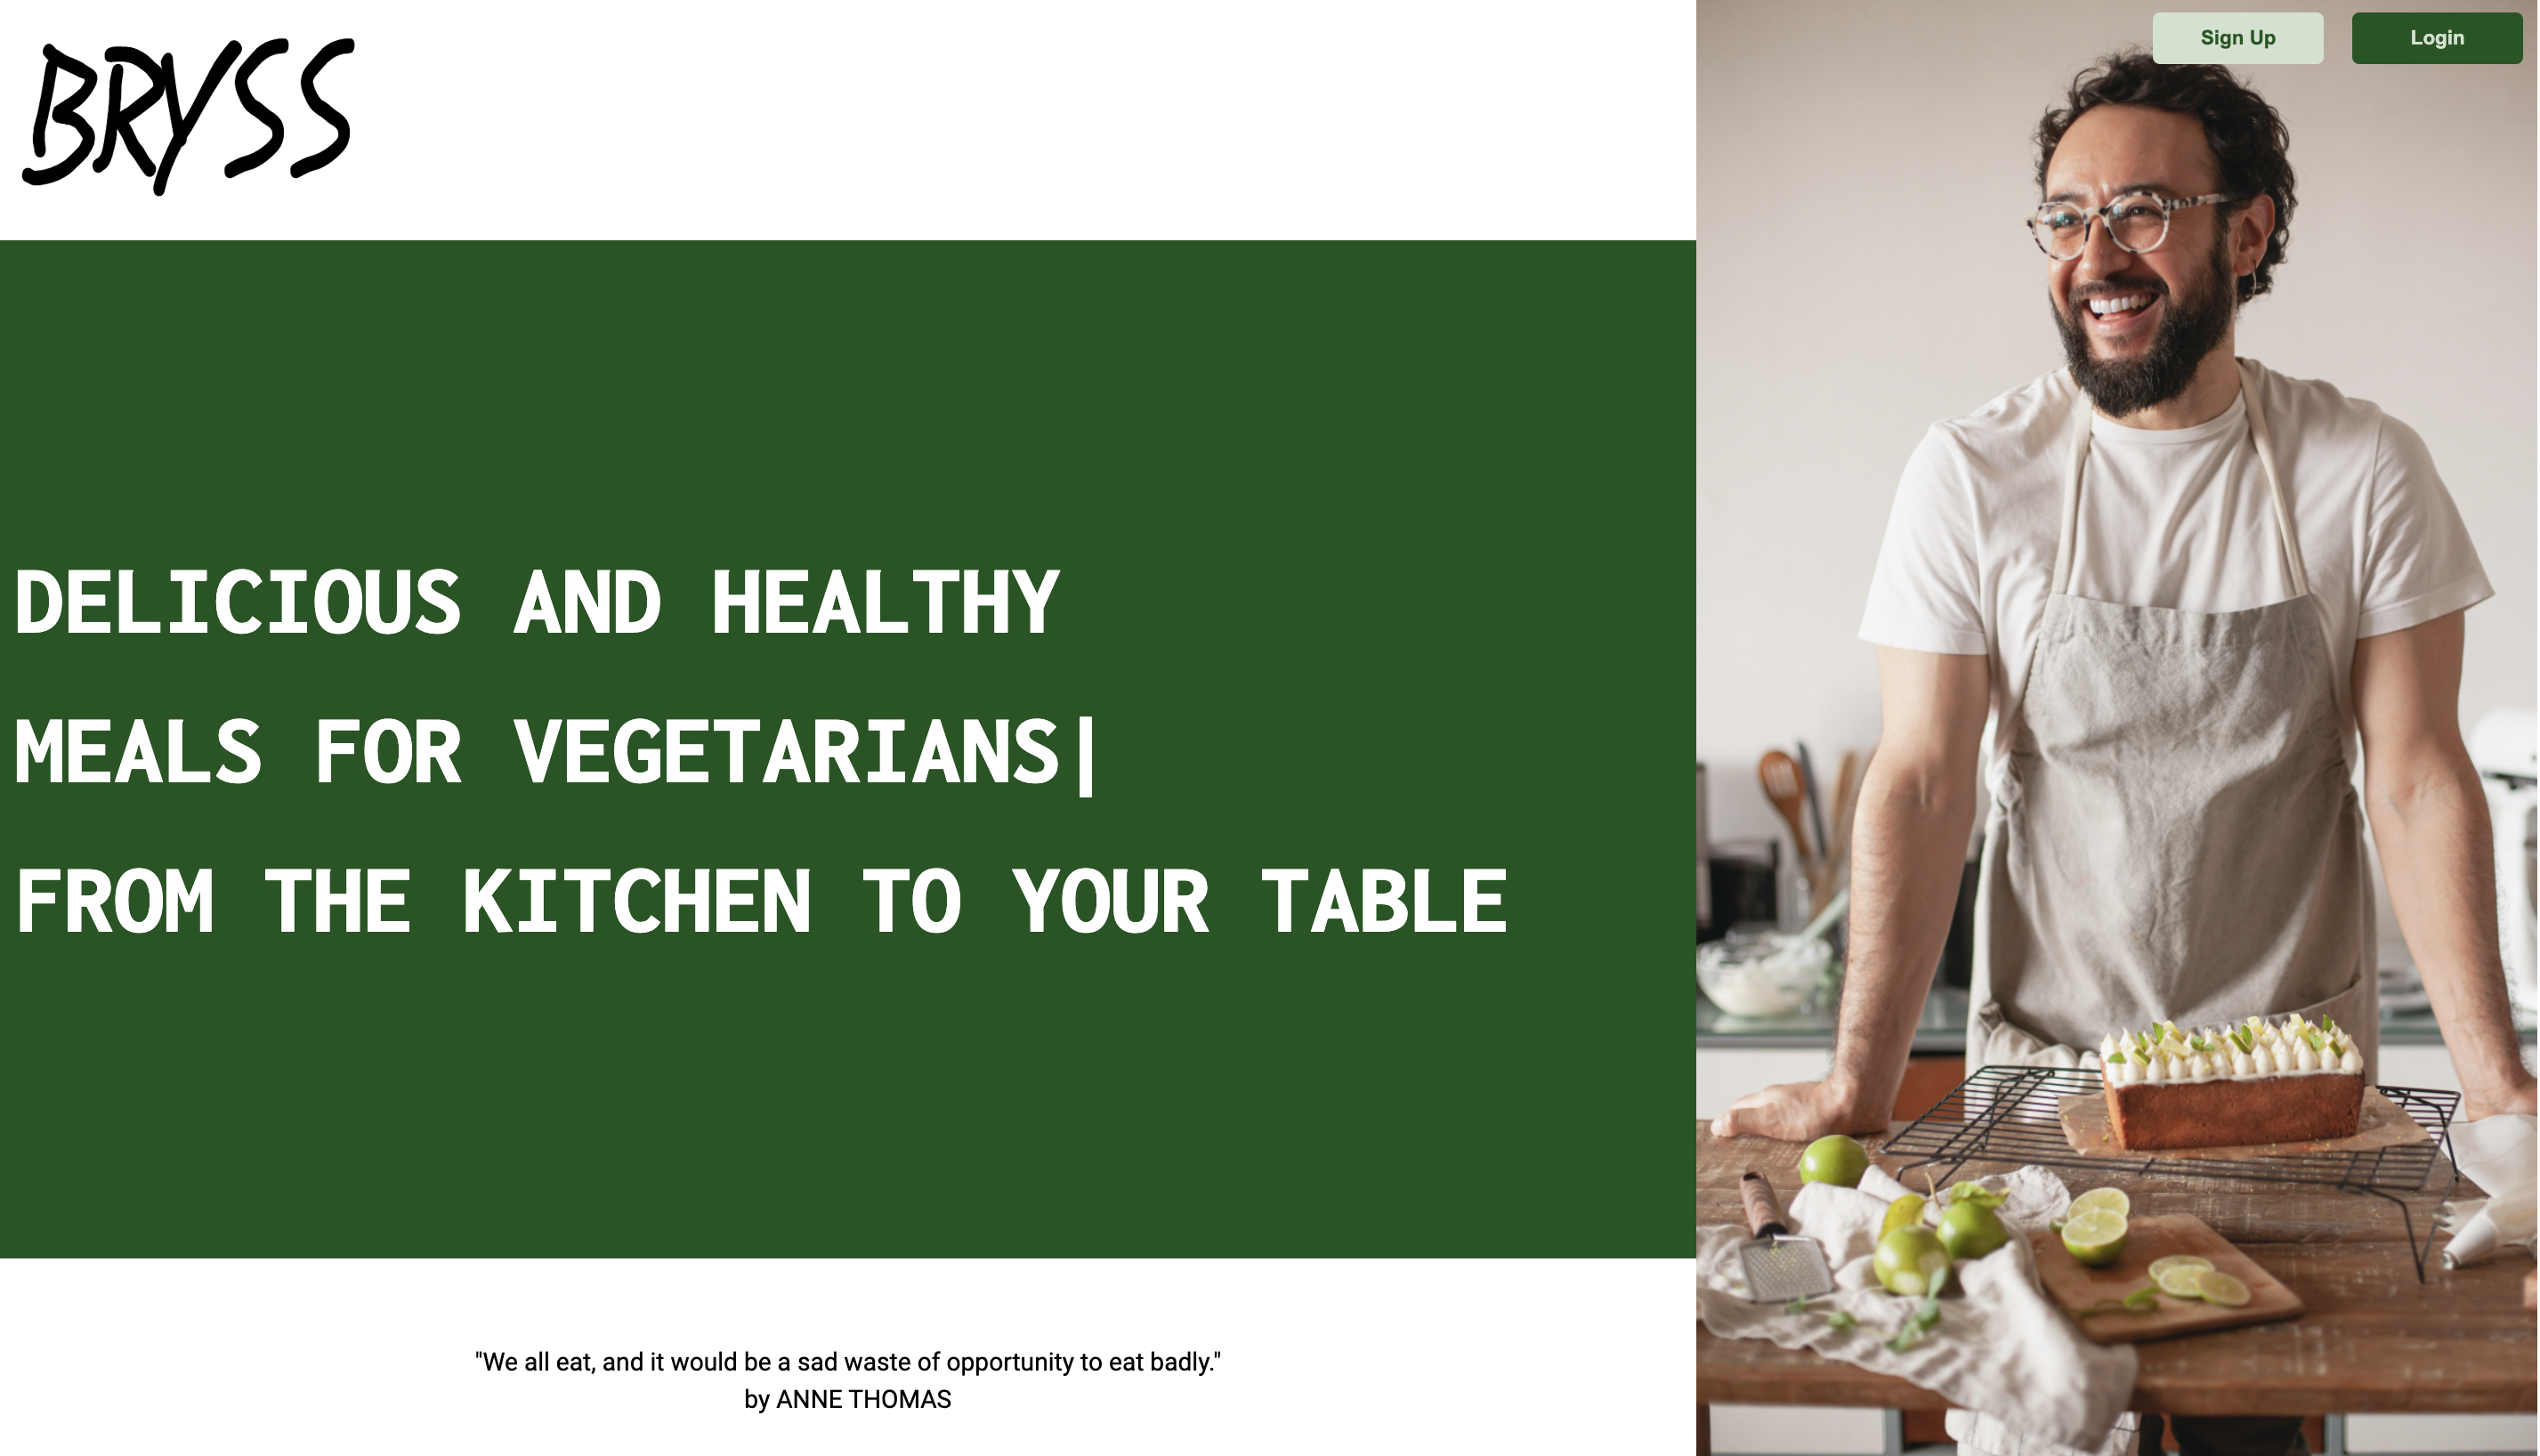 BRYSS
Sign Up
Login
DELICIOUS AND HEALTHY
MEALS FOR VEGETARIANS|
FROM THE KITCHEN TO YOUR TABLE
"We all eat, and it would be a sad waste of opportunity to eat badly."
by ANNE THOMAS